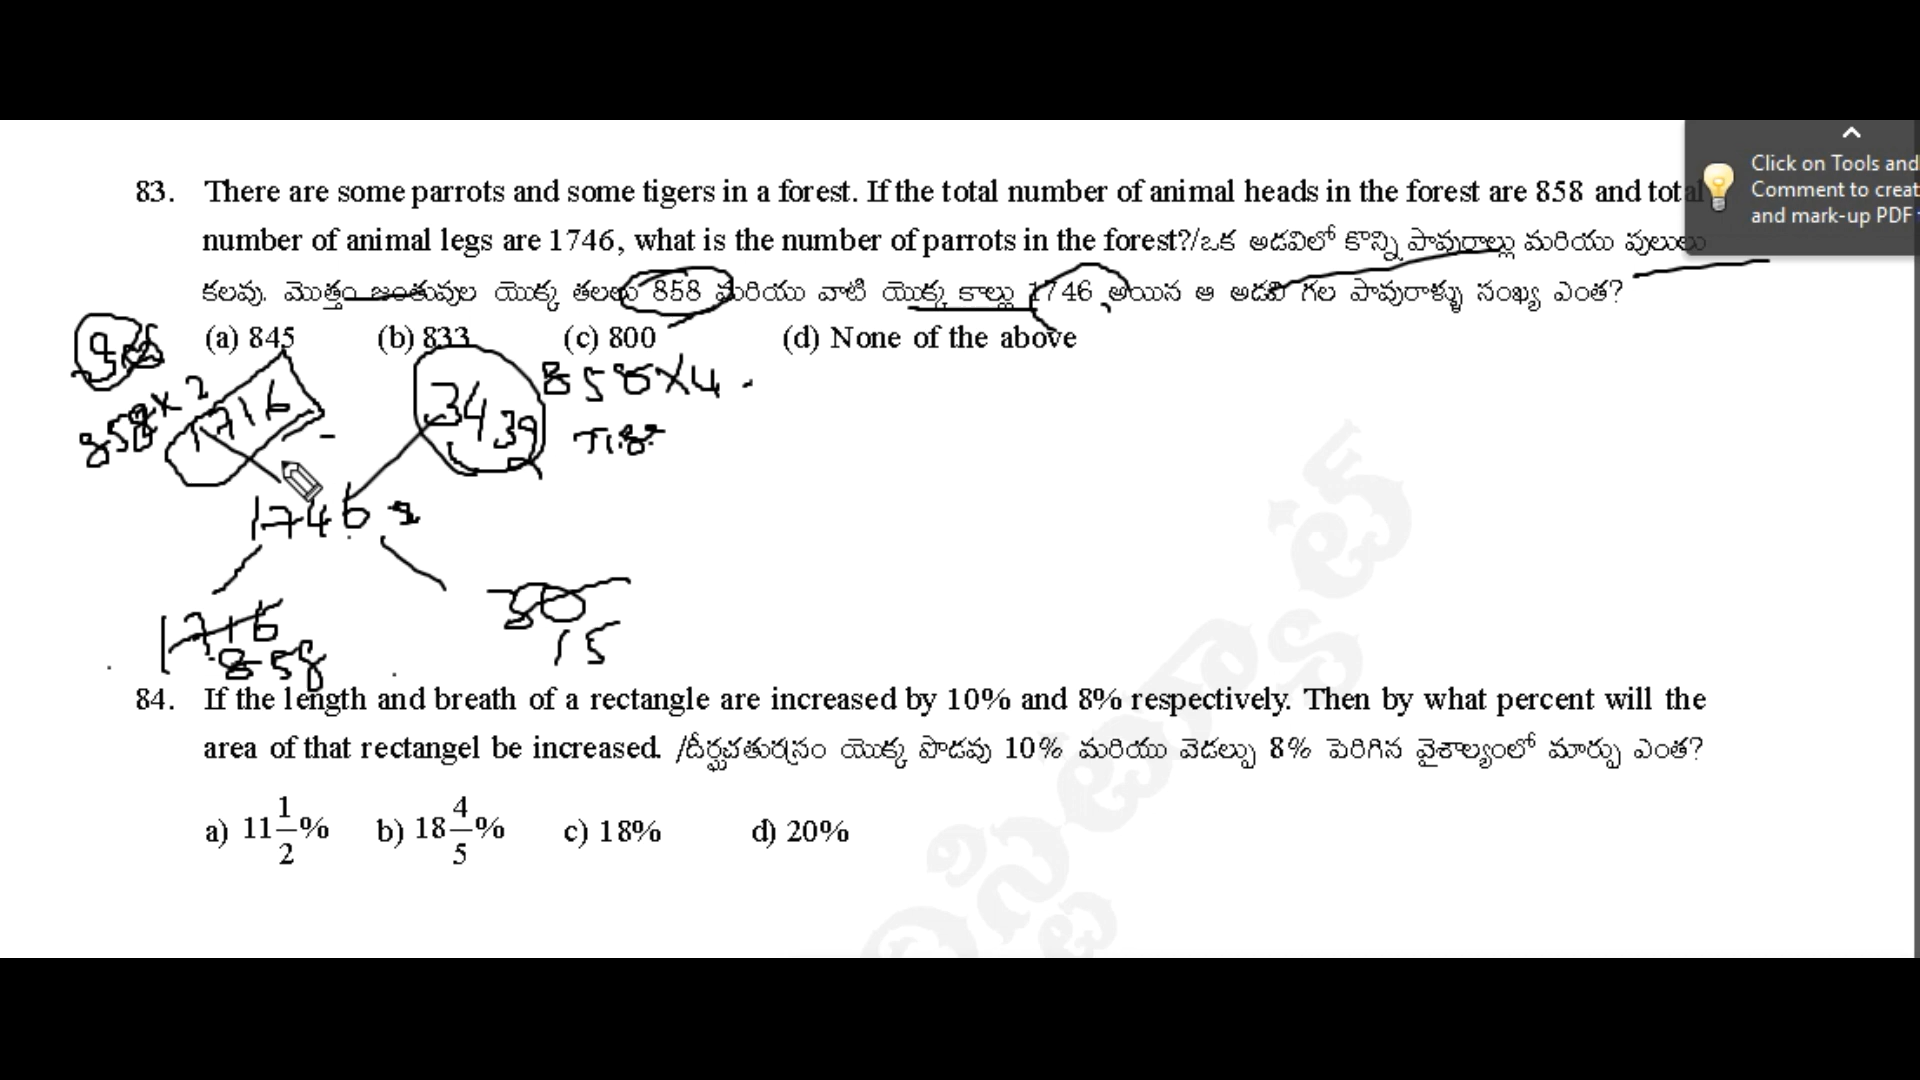 Click on Tools and
Comment to creat
and mark-up PDF
83. There are some parrots and some tigers in a forest. If the total number of animal heads in the forest are 858 and total
number of animal legs are 1746, what is the number of parrots in the forest?/ఒక అడవిలో కొన్ని పావురాల్లు మరియు పులులు
కలవు. మొత్తం జంతువుల యొక్క తలలు 858 మరియు వాటి యొక్క కాల్లు 1746 అయిన ఆ అడవి గల పావురాళ్ళు సంఖ్య ఎంత?
(a) 845 (b) 833 (c) 800 (d) None of the above
858 x 2 1716 - 343 858 x 4
1746
1716 30
858 15
84. If the length and breath of a rectangle are increased by 10% and 8% respectively. Then by what percent will the
area of that rectangel be increased. /దీర్ఘచతురస్రం యొక్క పొడవు 10% మరియు వెడల్పు 8% పెరిగిన వైశాల్యంలో మార్పు ఎంత?
a) 11 1/2% b) 18 4/5% c) 18% d) 20%